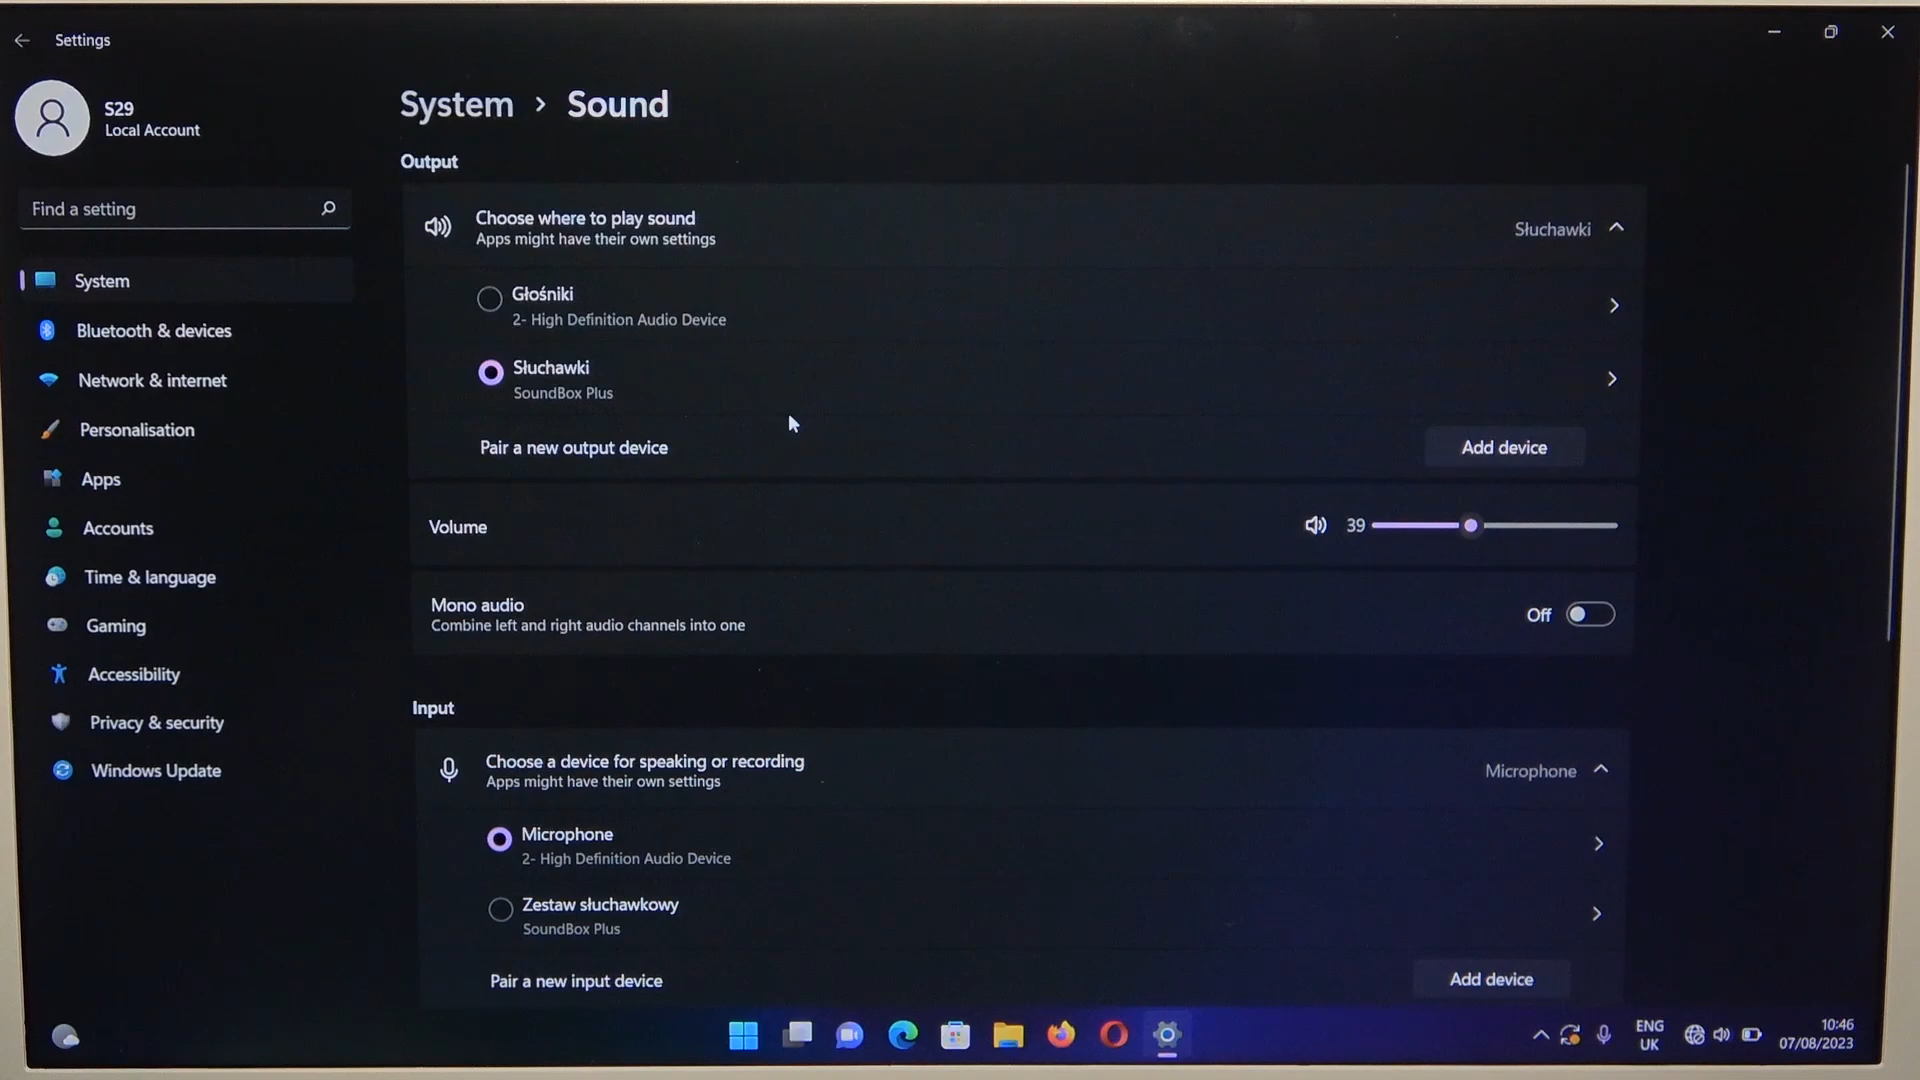 Settings
S29
Local Account
Find a setting
System
Bluetooth & devices
Network & internet
Personalisation
Apps
Accounts
Time & language
Gaming
Accessibility
Privacy & security
Windows Update
System > Sound
Output
Choose where to play sound
Apps might have their own settings
Słuchawki
Głośniki
2- High Definition Audio Device
Słuchawki
SoundBox Plus
Pair a new output device
Add device
Volume
39
Mono audio
Combine left and right audio channels into one
Off
Input
Choose a device for speaking or recording
Apps might have their own settings
Microphone
Microphone
2- High Definition Audio Device
Zestaw słuchawkowy
SoundBox Plus
Pair a new input device
Add device
ENG
UK
10:46
07/08/2023